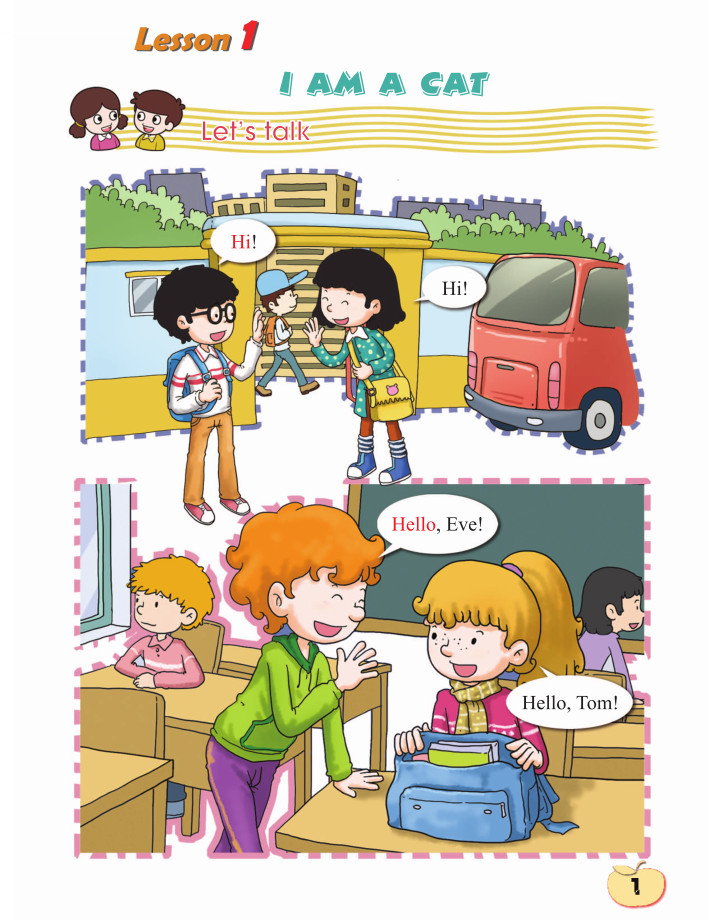 Lesson 1
I AM A CAT
Let's talk
Hi!
Hi!
Hello, Eve!
Hello, Tom!
1